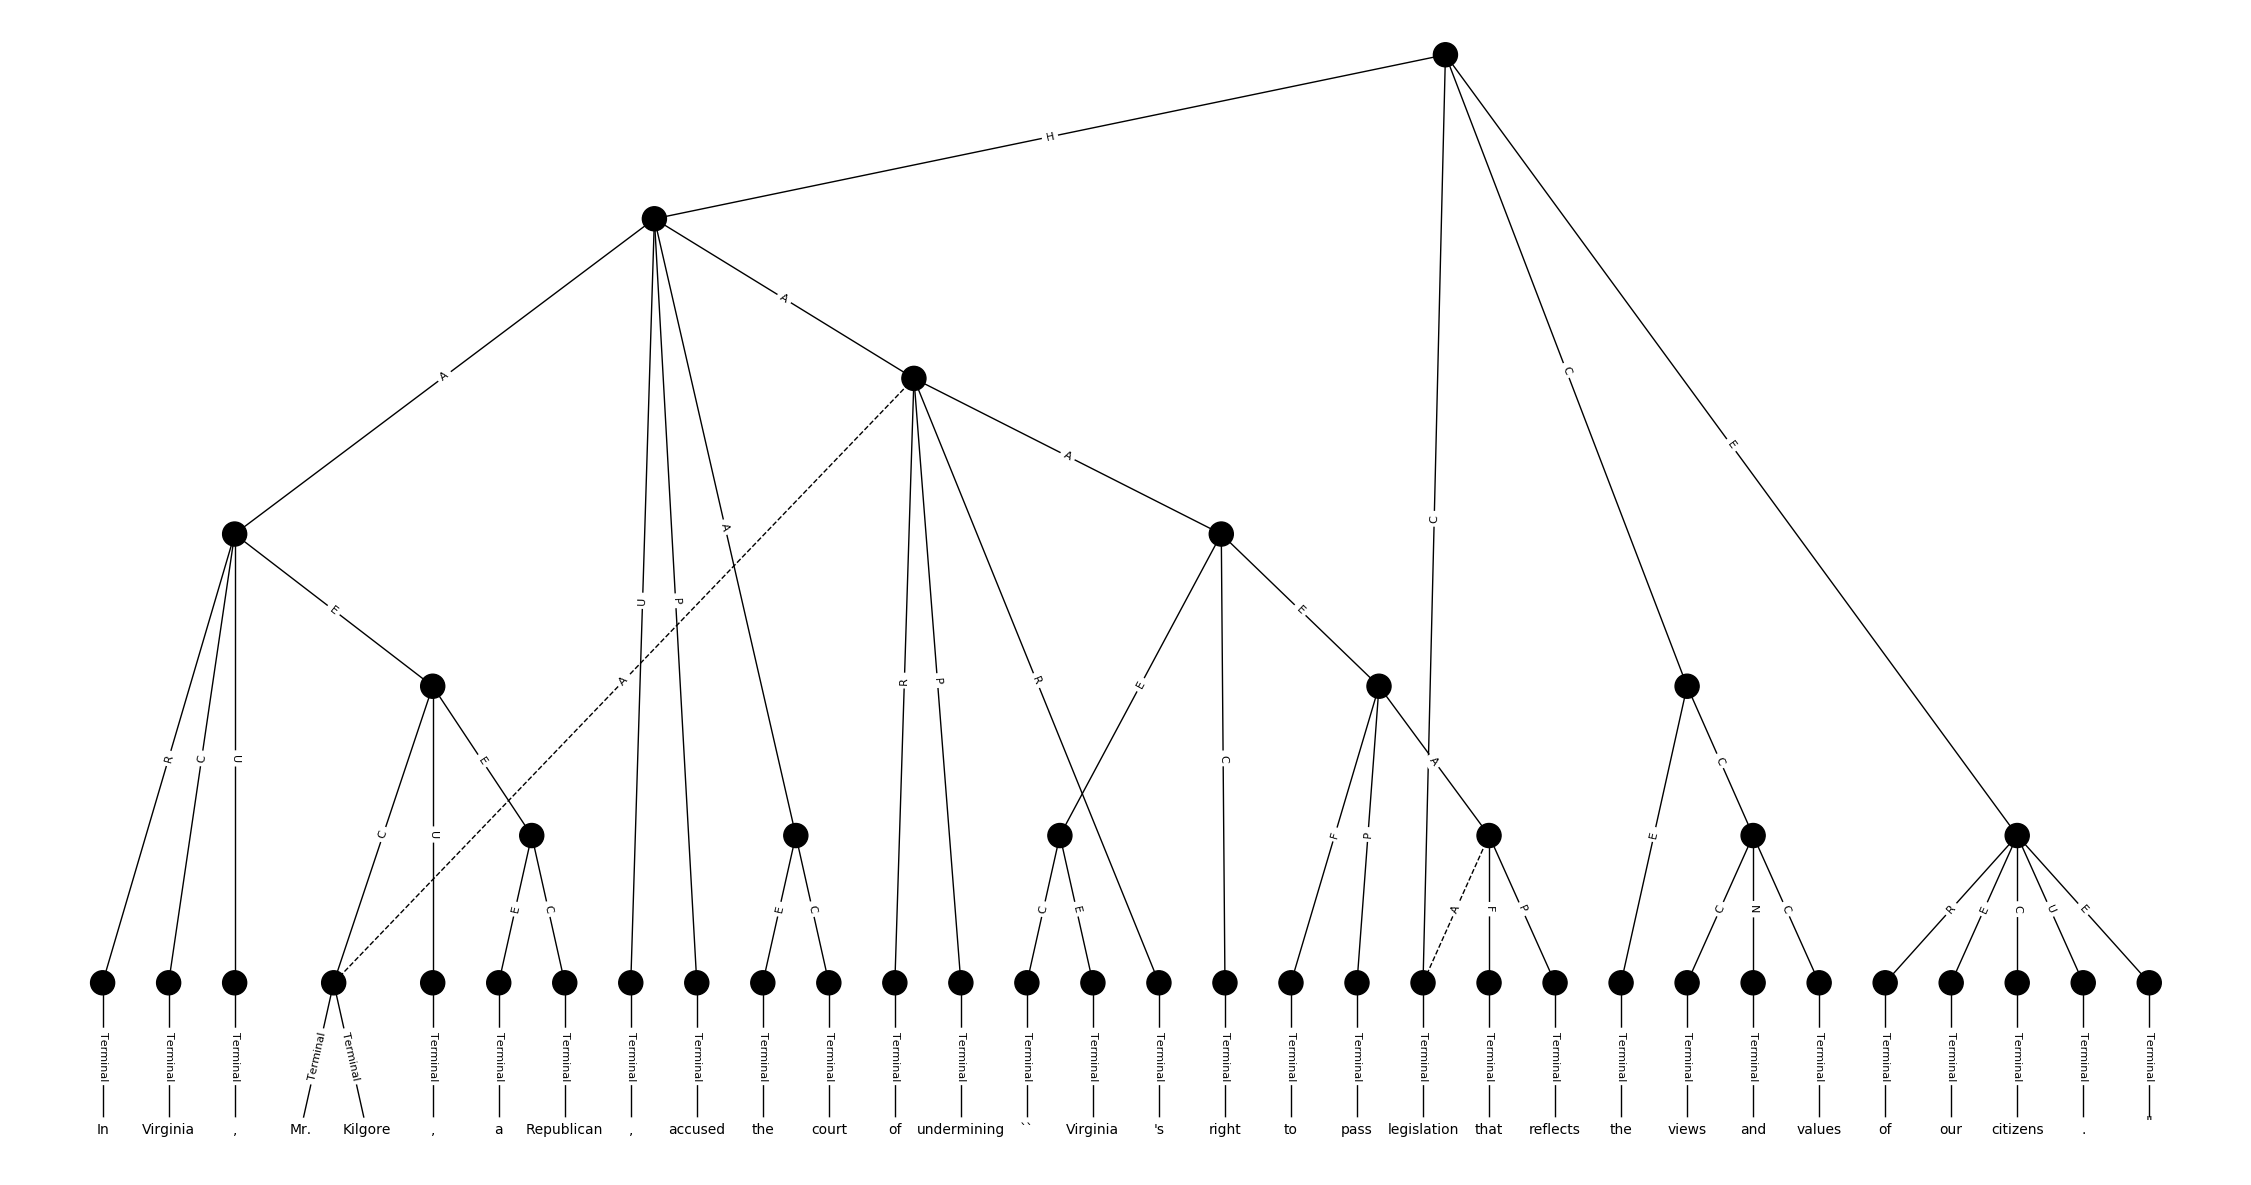 H
A
A
C
E
C
A
A
E
U
P
A
R
P
R
E
C
E
R
C
U
C
U
E
F
P
A
E
C
E
C
E
C
C
E
A
F
P
C
N
C
R
E
C
U
E
Terminal Terminal Terminal Terminal Terminal Terminal Terminal Terminal Terminal Terminal Terminal Terminal Terminal Terminal Terminal Terminal Terminal Terminal Terminal Terminal Terminal Terminal Terminal Terminal Terminal Terminal Terminal Terminal Terminal Terminal Terminal Terminal
In Virginia , Mr. Kilgore , a Republican , accused the court of undermining `` Virginia 's right to pass legislation that reflects the views and values of our citizens . "